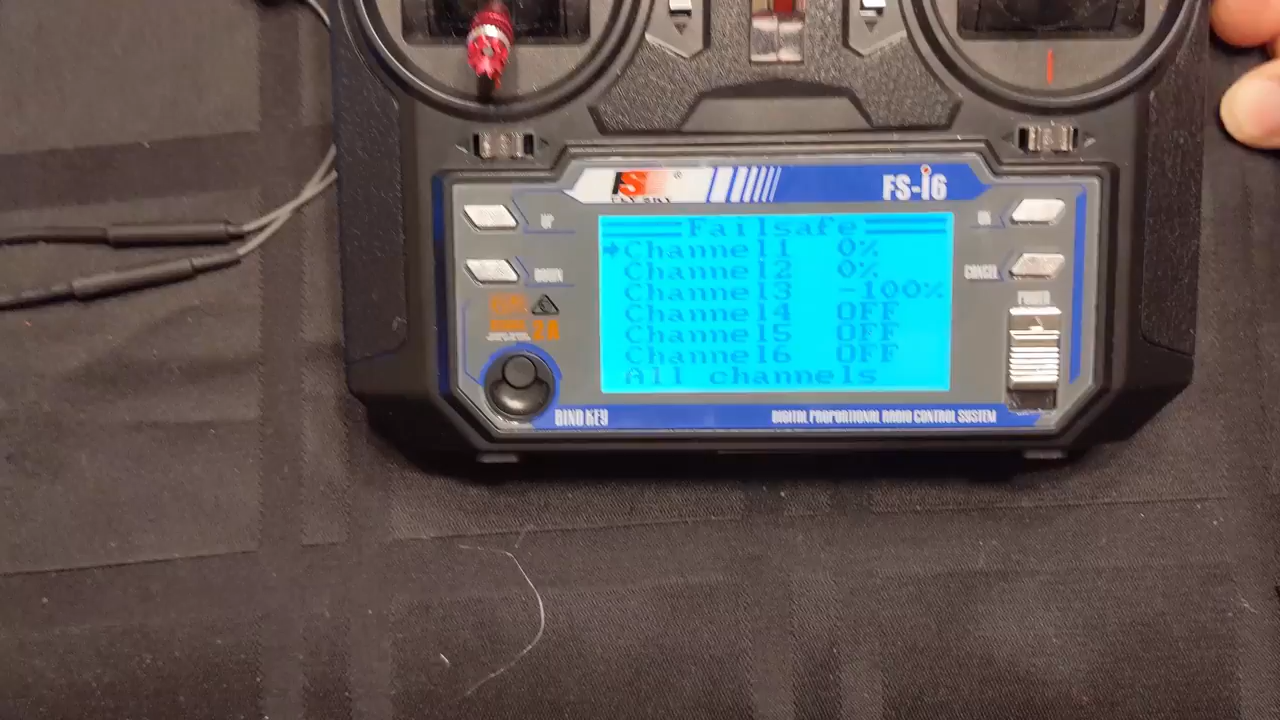 FS ®
FS-i6
UP
OK
DOWN
CANCEL
POWER
Failsafe
Channel1 0%
Channel2 0%
Channel3 -100%
Channel4 OFF
Channel5 OFF
Channel6 OFF
All channels
BIND KEY
DIGITAL PROPORTIONAL RADIO CONTROL SYSTEM